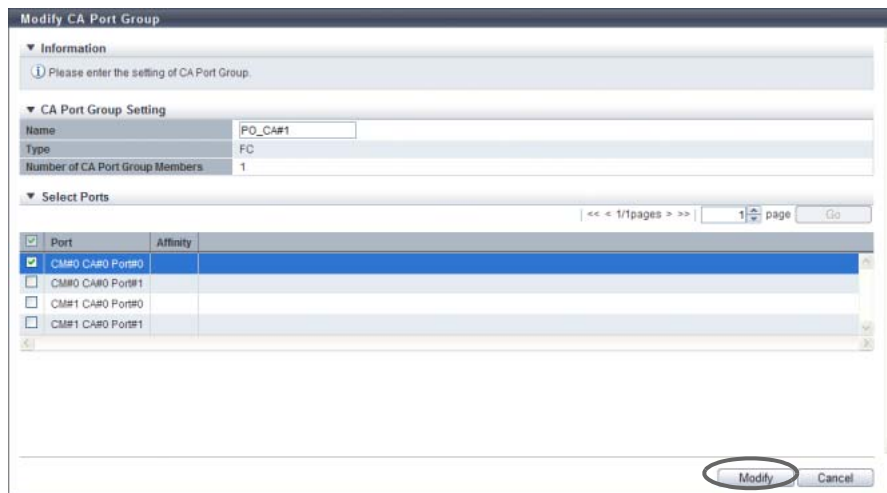 Modify CA Port Group
Information
Please enter the setting of CA Port Group.
CA Port Group Setting
Name PO_CA#1
Type FC
Number of CA Port Group Members 1
Select Ports
| << < 1/1pages > >> | 1 page Go
Port Affinity
CM#0 CA#0 Port#0
CM#0 CA#0 Port#1
CM#1 CA#0 Port#0
CM#1 CA#0 Port#1
Modify Cancel